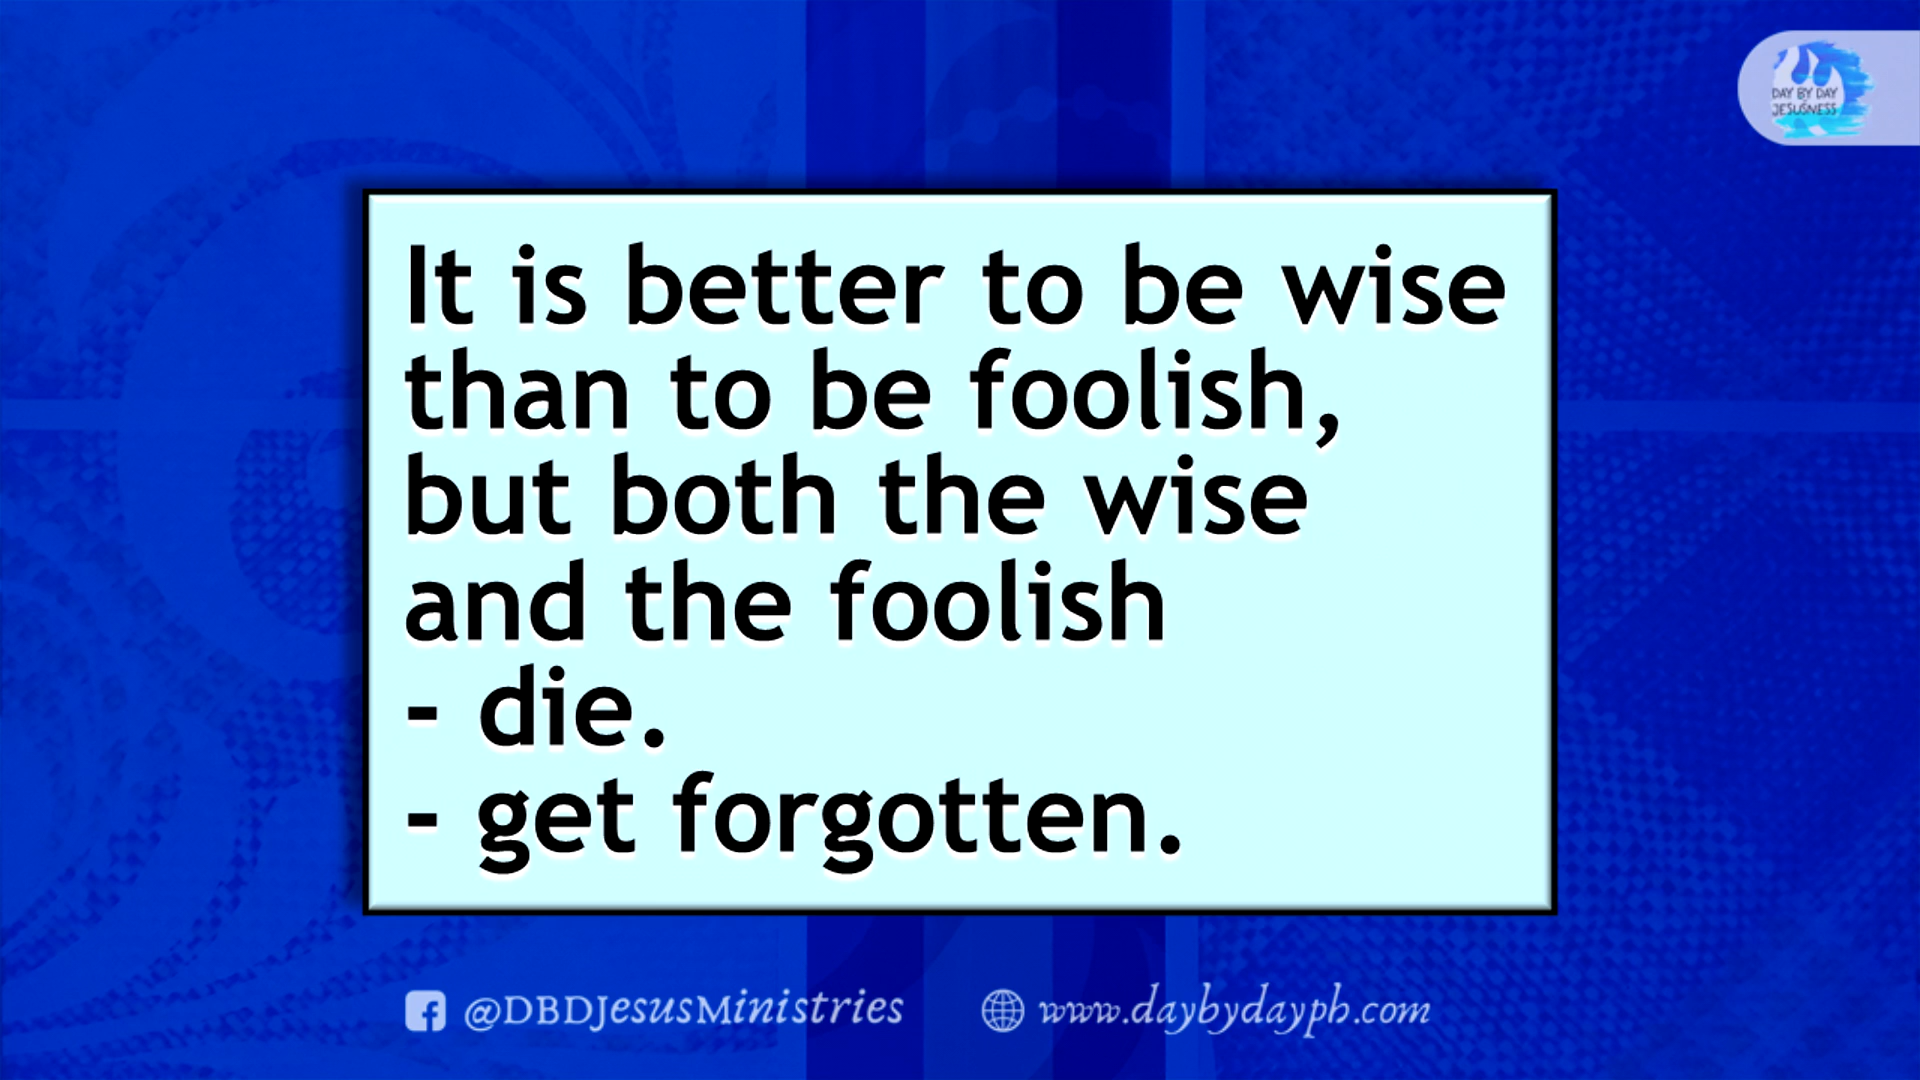 DAY BY DAY
JESUSNESS
It is better to be wise
than to be foolish,
but both the wise
and the foolish
- die.
- get forgotten.
@DBDJesusMinistries
www.daybydayph.com